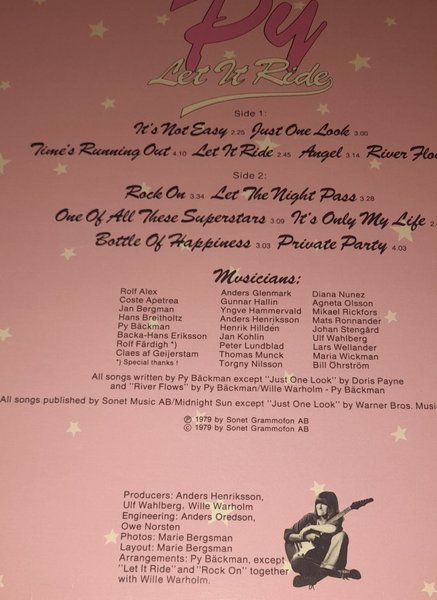 Py
Let It Ride
Side 1:
It's Not Easy 2.25 Just One Look 3.00
Time's Running Out 4.10 Let It Ride 2.45 Angel 3.14 River Flo
Side 2:
Rock On 3.34 Let The Night Pass 3.28
One Of All These Superstars 3.09 It's Only My Life 2.
Bottle Of Happiness 3.03 Private Party 4.03
Musicians;
Rolf Alex
Coste Apetrea
Jan Bergman
Hans Breitholtz
Py Bäckman
Backa-Hans Eriksson
Rolf Färdigh *)
Claes af Geijerstam
*) Special thanks !
Anders Glenmark
Gunnar Hallin
Yngve Hammervald
Anders Henriksson
Henrik Hilldén
Jan Kohlin
Peter Lundblad
Thomas Munck
Torgny Nilsson
Diana Nunez
Agneta Olsson
Mikael Rickfors
Mats Ronnander
Johan Stengård
Ulf Wahlberg
Lars Wellander
Maria Wickman
Bill Öhrström
All songs written by Py Bäckman except "Just One Look" by Doris Payne
and "River Flows" by Py Bäckman/Wille Warholm - Py Bäckman
All songs published by Sonet Music AB/Midnight Sun except "Just One Look" by Warner Bros. Musi
℗ 1979 by Sonet Grammofon AB
© 1979 by Sonet Grammofon AB
Producers: Anders Henriksson,
Ulf Wahlberg, Wille Warholm
Engineering: Anders Oredson,
Owe Norsten
Photos: Marie Bergsman
Layout: Marie Bergsman
Arrangements: Py Bäckman, except
"Let It Ride" and "Rock On" together
with Wille Warholm.